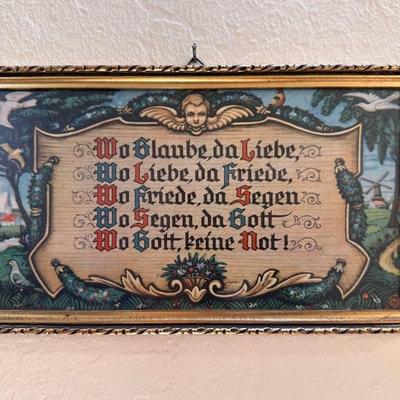 Wo Glaube, da Liebe,
Wo Liebe, da Friede,
Wo Friede, da Segen
Wo Segen, da Gott
Wo Gott, keine Not!